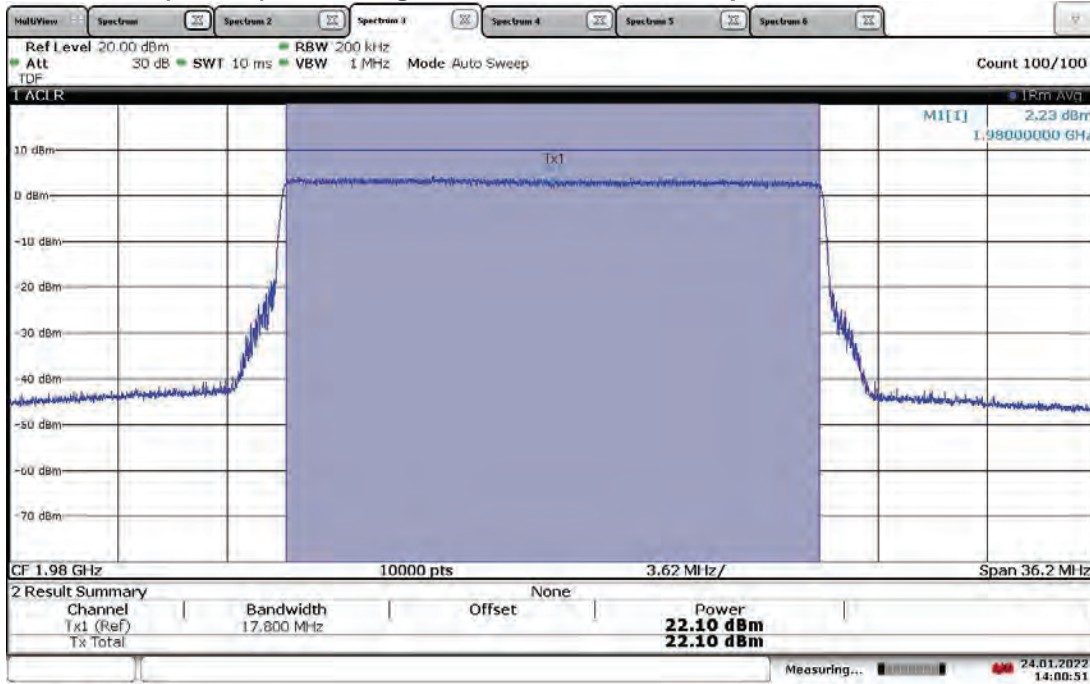 MultiView Spectrum Spectrum 2 Spectrum 3 Spectrum 4 Spectrum 5 Spectrum 6
Ref Level 20.00 dBm RBW 200 kHz
Att 30 dB SWT 10 ms VBW 1 MHz Mode Auto Sweep Count 100/100
TDF
1 ACLR 1Rm Avg
M1[1] 2.23 dBm
1.98000000 GHz
10 dBm
Tx1
0 dBm
-10 dBm
-20 dBm
-30 dBm
-40 dBm
-50 dBm
-60 dBm
-70 dBm
CF 1.98 GHz 10000 pts 3.62 MHz/ Span 36.2 MHz
2 Result Summary None
Channel Bandwidth Offset Power
Tx1 (Ref) 17.800 MHz 22.10 dBm
Tx Total 22.10 dBm
Measuring... 24.01.2022
14:00:51